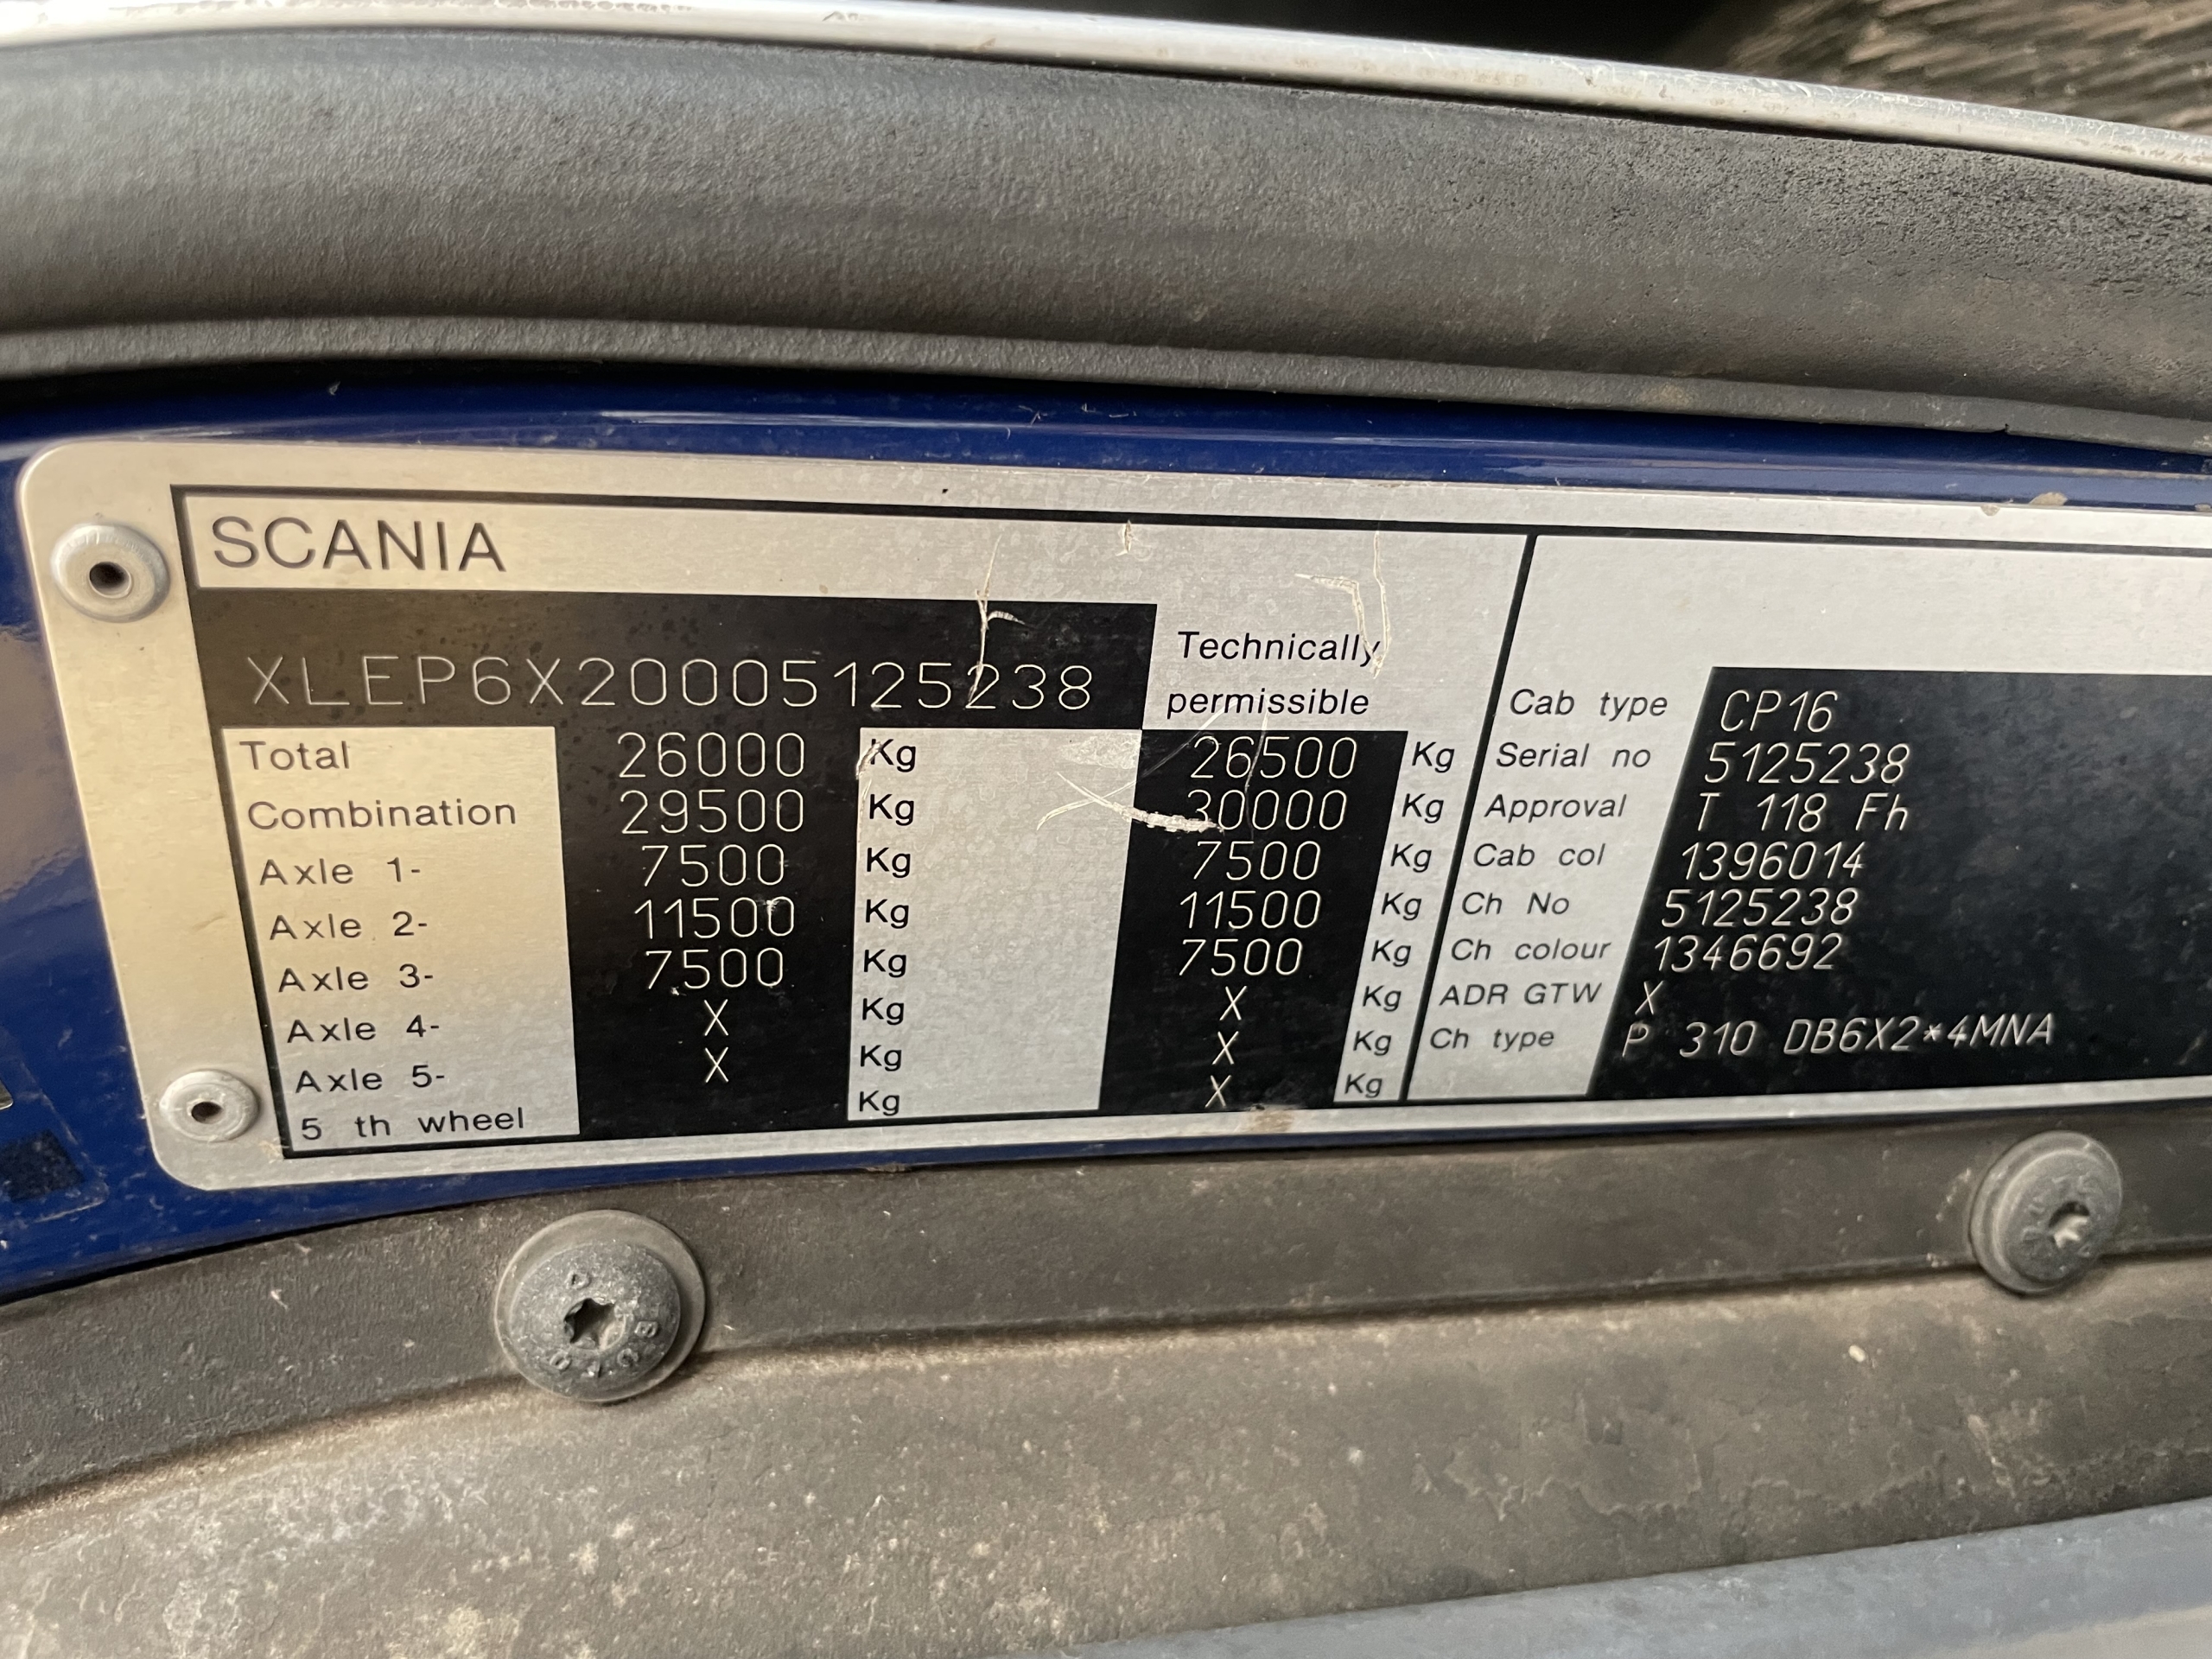 SCANIA
XLEP6X20005125238
Technically
permissible
Total 26000 Kg 26500 Kg
Combination 29500 Kg 30000 Kg
Axle 1- 7500 Kg 7500 Kg
Axle 2- 11500 Kg 11500 Kg
Axle 3- 7500 Kg 7500 Kg
Axle 4- X Kg X Kg
Axle 5- X Kg X Kg
5 th wheel Kg X Kg
Cab type CP16
Serial no 5125238
Approval T 118 Fh
Cab col 1396014
Ch No 5125238
Ch colour 1346692
ADR GTW X
Ch type P 310 DB6X2*4MNA